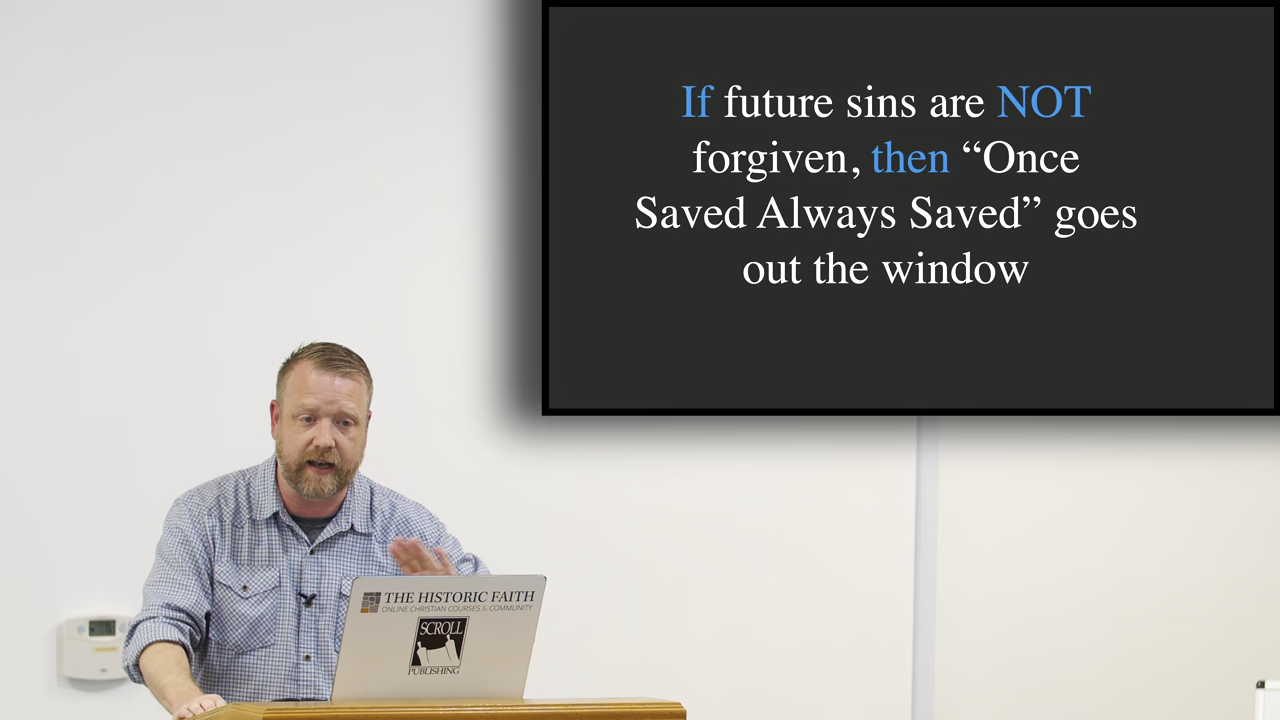 If future sins are NOT
forgiven, then “Once
Saved Always Saved” goes
out the window
THE HISTORIC FAITH
ONLINE CHRISTIAN COURSES & COMMUNITY
SCROLL
PUBLISHING